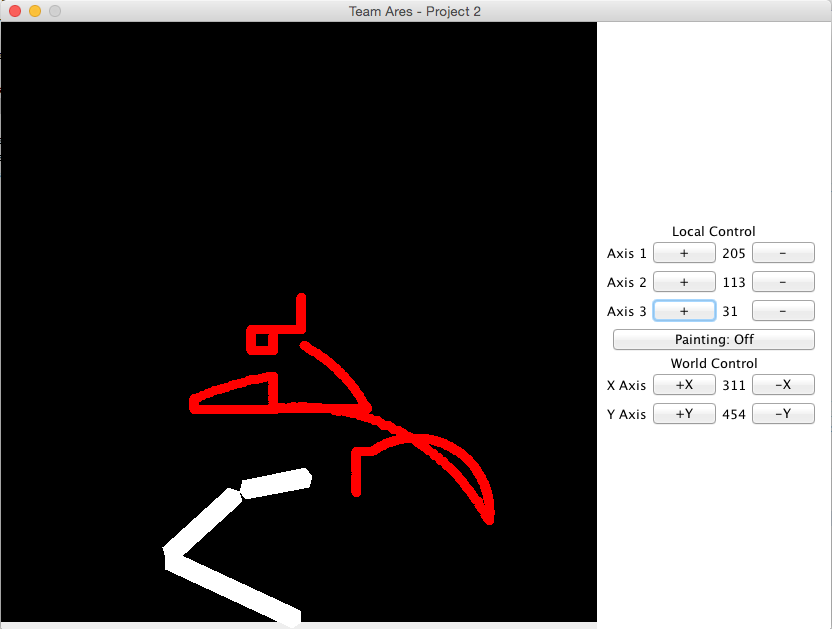 Team Ares - Project 2
Local Control
Axis 1 + 205 -
Axis 2 + 113 -
Axis 3 + 31 -
Painting: Off
World Control
X Axis +X 311 -X
Y Axis +Y 454 -Y